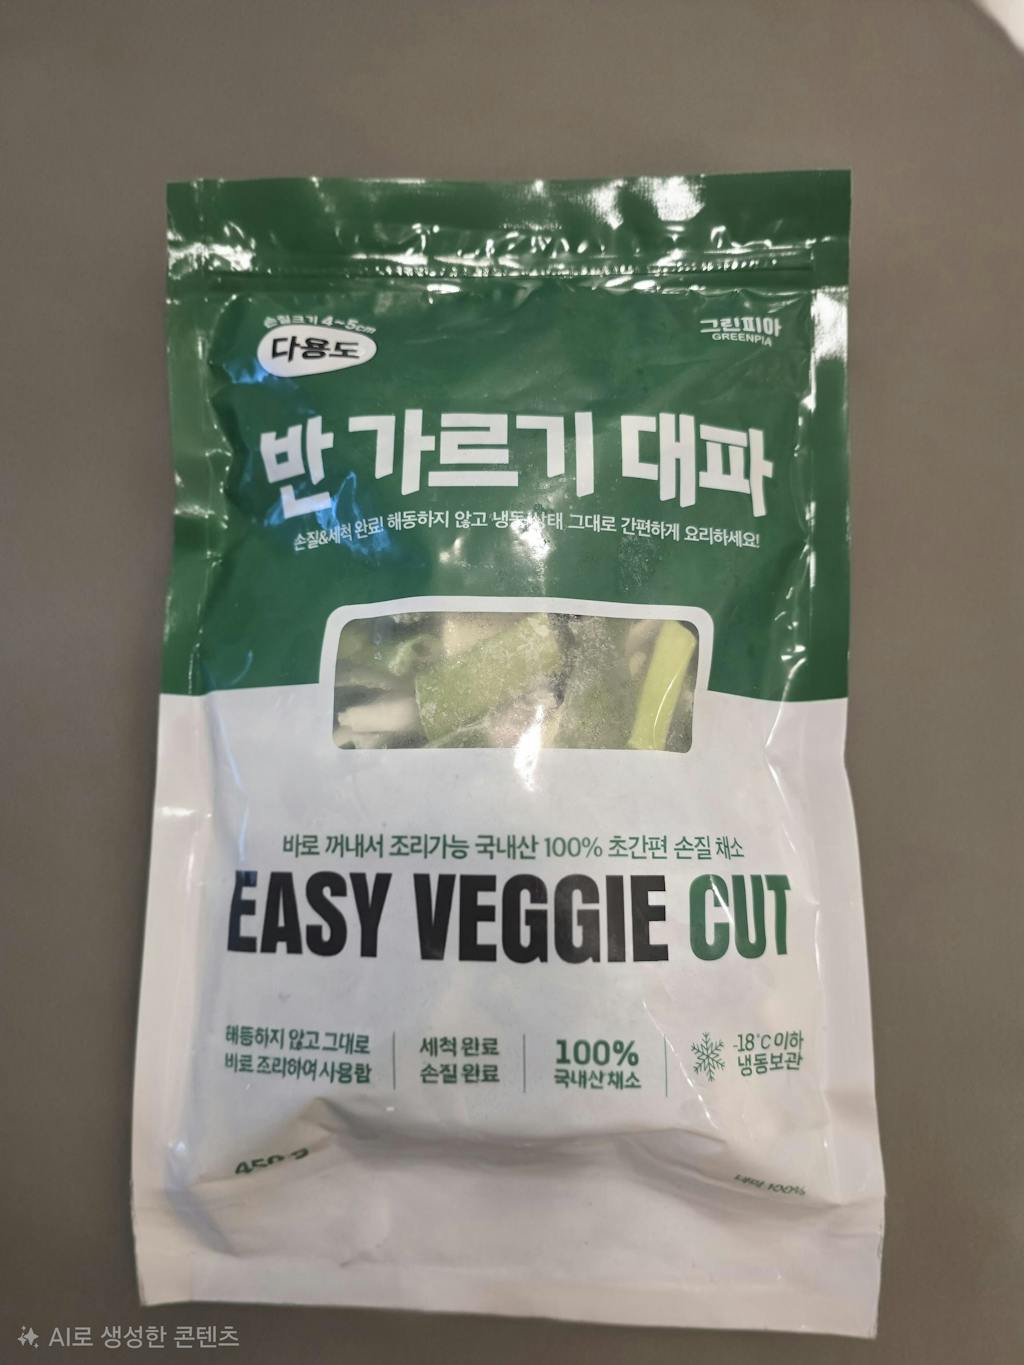 손질크기 4~5cm
다용도
그린피아
GREENPIA
반 가르기 대파
손질&세척 완료! 해동하지 않고 냉동상태 그대로 간편하게 요리하세요!
바로 꺼내서 조리가능 국내산 100% 초간편 손질 채소
EASY VEGGIE CUT
해동하지 않고 그대로
바로 조리하여 사용함
세척 완료
손질 완료
100%
국내산 채소
-18°C 이하
냉동보관
450 g
대파 100%
AI로 생성한 콘텐츠